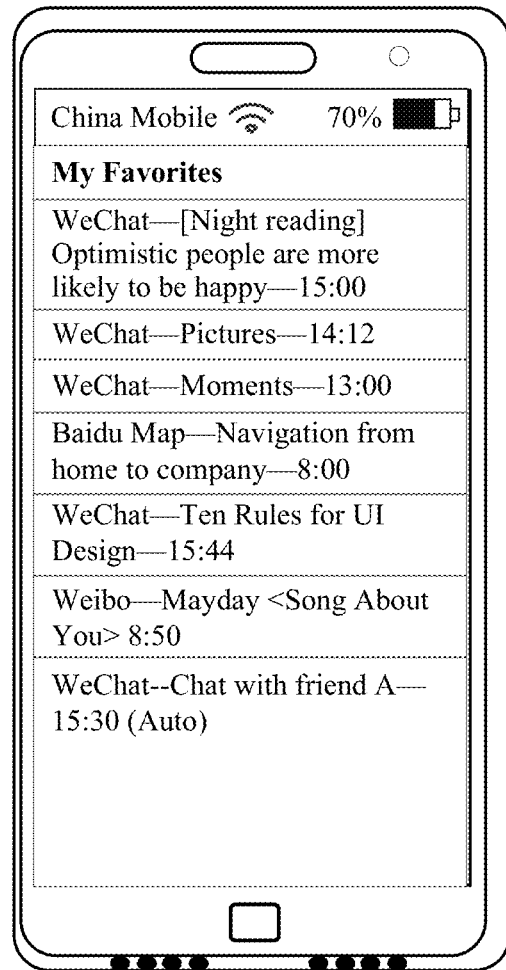 China Mobile 70%
My Favorites
WeChat—[Night reading]
Optimistic people are more
likely to be happy—15:00
WeChat—Pictures—14:12
WeChat—Moments—13:00
Baidu Map—Navigation from
home to company—8:00
WeChat—Ten Rules for UI
Design—15:44
Weibo—Mayday <Song About
You> 8:50
WeChat--Chat with friend A—
15:30 (Auto)